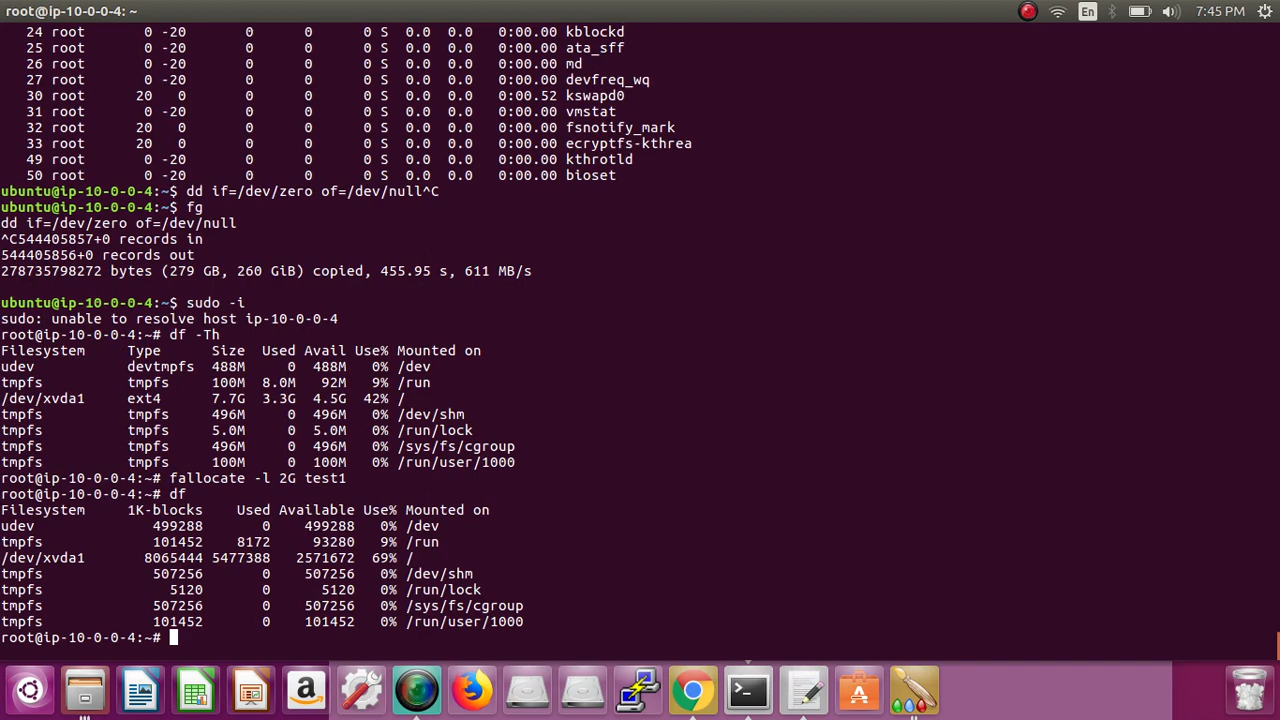 root@ip-10-0-0-4: ~
En
7:45 PM
24 root 0 -20 0 0 0 S 0.0 0.0 0:00.00 kblockd
25 root 0 -20 0 0 0 S 0.0 0.0 0:00.00 ata_sff
26 root 0 -20 0 0 0 S 0.0 0.0 0:00.00 md
27 root 0 -20 0 0 0 S 0.0 0.0 0:00.00 devfreq_wq
30 root 20 0 0 0 0 S 0.0 0.0 0:00.52 kswapd0
31 root 0 -20 0 0 0 S 0.0 0.0 0:00.00 vmstat
32 root 20 0 0 0 0 S 0.0 0.0 0:00.00 fsnotify_mark
33 root 20 0 0 0 0 S 0.0 0.0 0:00.00 ecryptfs-kthrea
49 root 0 -20 0 0 0 S 0.0 0.0 0:00.00 kthrotld
50 root 0 -20 0 0 0 S 0.0 0.0 0:00.00 bioset
ubuntu@ip-10-0-0-4:~$ dd if=/dev/zero of=/dev/null^C
ubuntu@ip-10-0-0-4:~$ fg
dd if=/dev/zero of=/dev/null
^C544405857+0 records in
544405856+0 records out
278735798272 bytes (279 GB, 260 GiB) copied, 455.95 s, 611 MB/s
ubuntu@ip-10-0-0-4:~$ sudo -i
sudo: unable to resolve host ip-10-0-0-4
root@ip-10-0-0-4:~# df -Th
Filesystem Type Size Used Avail Use% Mounted on
udev devtmpfs 488M 0 488M 0% /dev
tmpfs tmpfs 100M 8.0M 92M 9% /run
/dev/xvda1 ext4 7.7G 3.3G 4.5G 42% /
tmpfs tmpfs 496M 0 496M 0% /dev/shm
tmpfs tmpfs 5.0M 0 5.0M 0% /run/lock
tmpfs tmpfs 496M 0 496M 0% /sys/fs/cgroup
tmpfs tmpfs 100M 0 100M 0% /run/user/1000
root@ip-10-0-0-4:~# fallocate -l 2G test1
root@ip-10-0-0-4:~# df
Filesystem 1K-blocks Used Available Use% Mounted on
udev 499288 0 499288 0% /dev
tmpfs 101452 8172 93280 9% /run
/dev/xvda1 8065444 5477388 2571672 69% /
tmpfs 507256 0 507256 0% /dev/shm
tmpfs 5120 0 5120 0% /run/lock
tmpfs 507256 0 507256 0% /sys/fs/cgroup
tmpfs 101452 0 101452 0% /run/user/1000
root@ip-10-0-0-4:~#